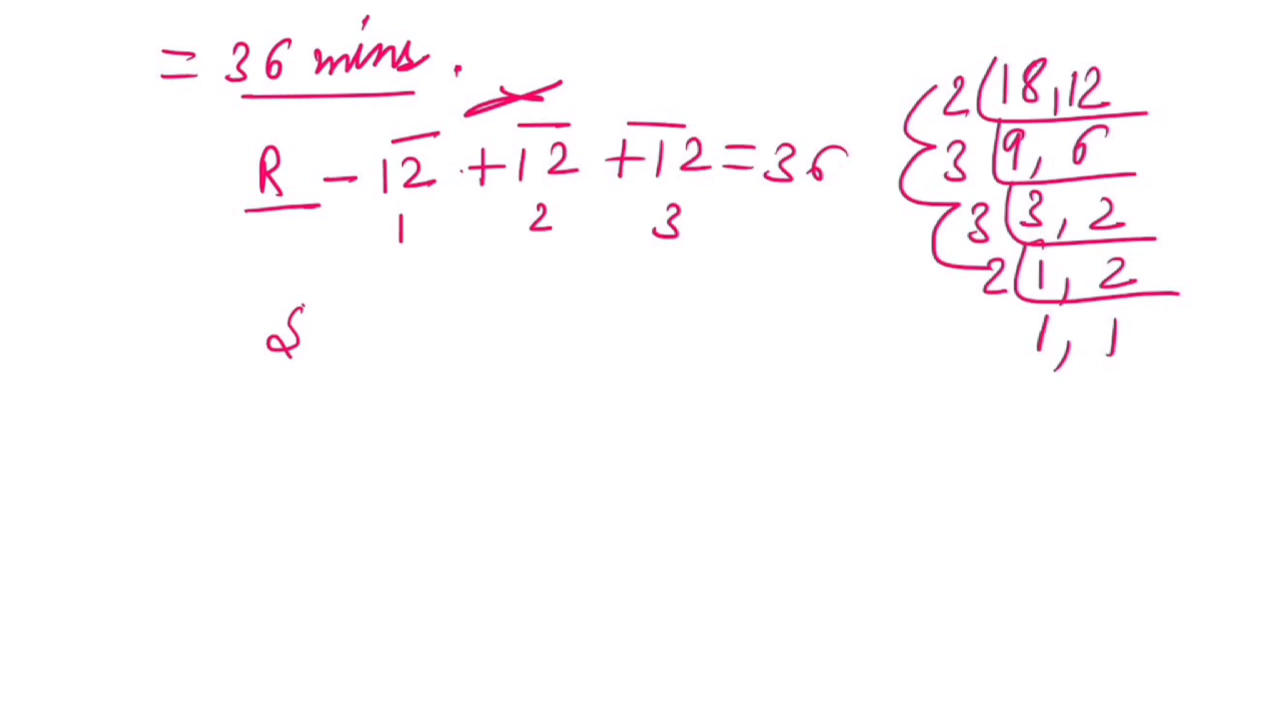 = 36 mins.
R - 12 + 12 + 12 = 36
1 2 3
S
2 18, 12
3 9, 6
3 3, 2
2 1, 2
1, 1